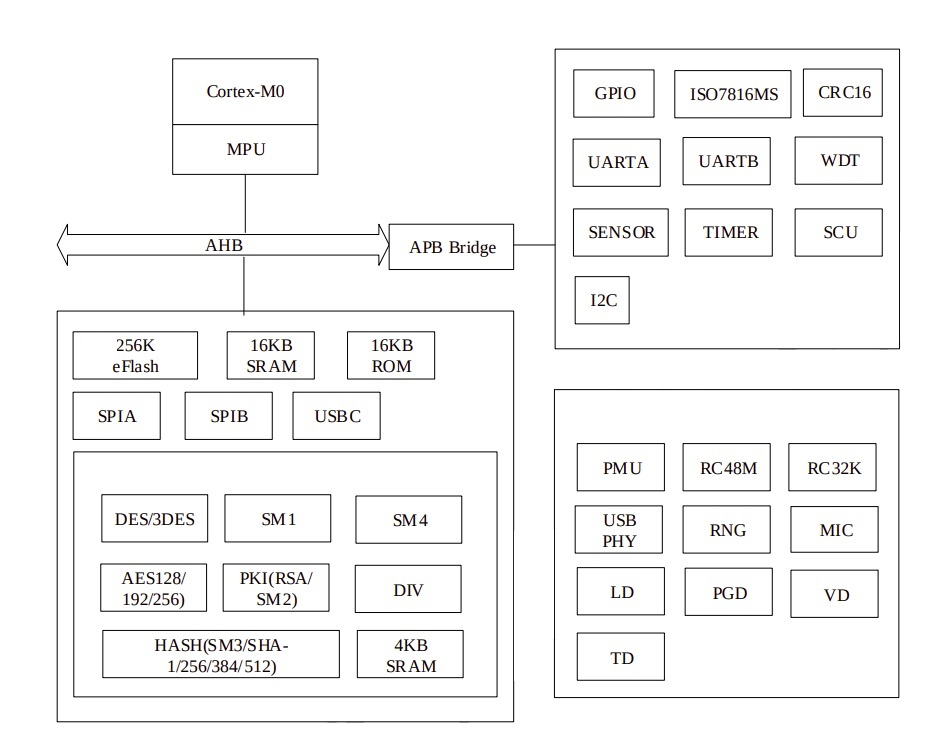 Cortex-M0
MPU
AHB
APB Bridge
GPIO
ISO7816MS
CRC16
UARTA
UARTB
WDT
SENSOR
TIMER
SCU
I2C
256K
eFlash
16KB
SRAM
16KB
ROM
SPIA
SPIB
USBC
DES/3DES
SM1
SM4
AES128/
192/256)
PKI(RSA/
SM2)
DIV
HASH(SM3/SHA-
1/256/384/512)
4KB
SRAM
PMU
RC48M
RC32K
USB
PHY
RNG
MIC
LD
PGD
VD
TD